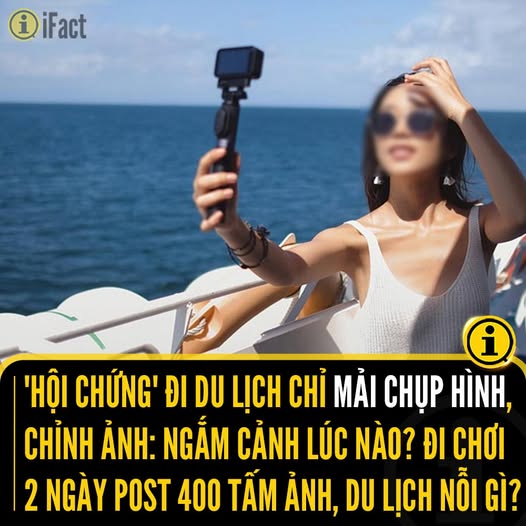 iFact
'HỘI CHỨNG' ĐI DU LỊCH CHỈ MẢI CHỤP HÌNH,
CHỈNH ẢNH: NGẮM CẢNH LÚC NÀO? ĐI CHƠI
2 NGÀY POST 400 TẤM ẢNH, DU LỊCH NỖI GÌ?